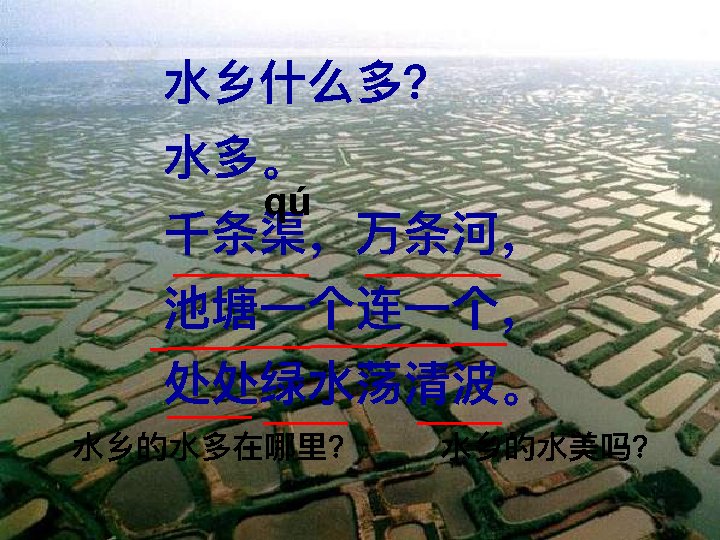 水乡什么多?
水多。
qú
千条渠，万条河，
池塘一个连一个，
处处绿水荡清波。
水乡的水多在哪里? 水乡的水美吗?